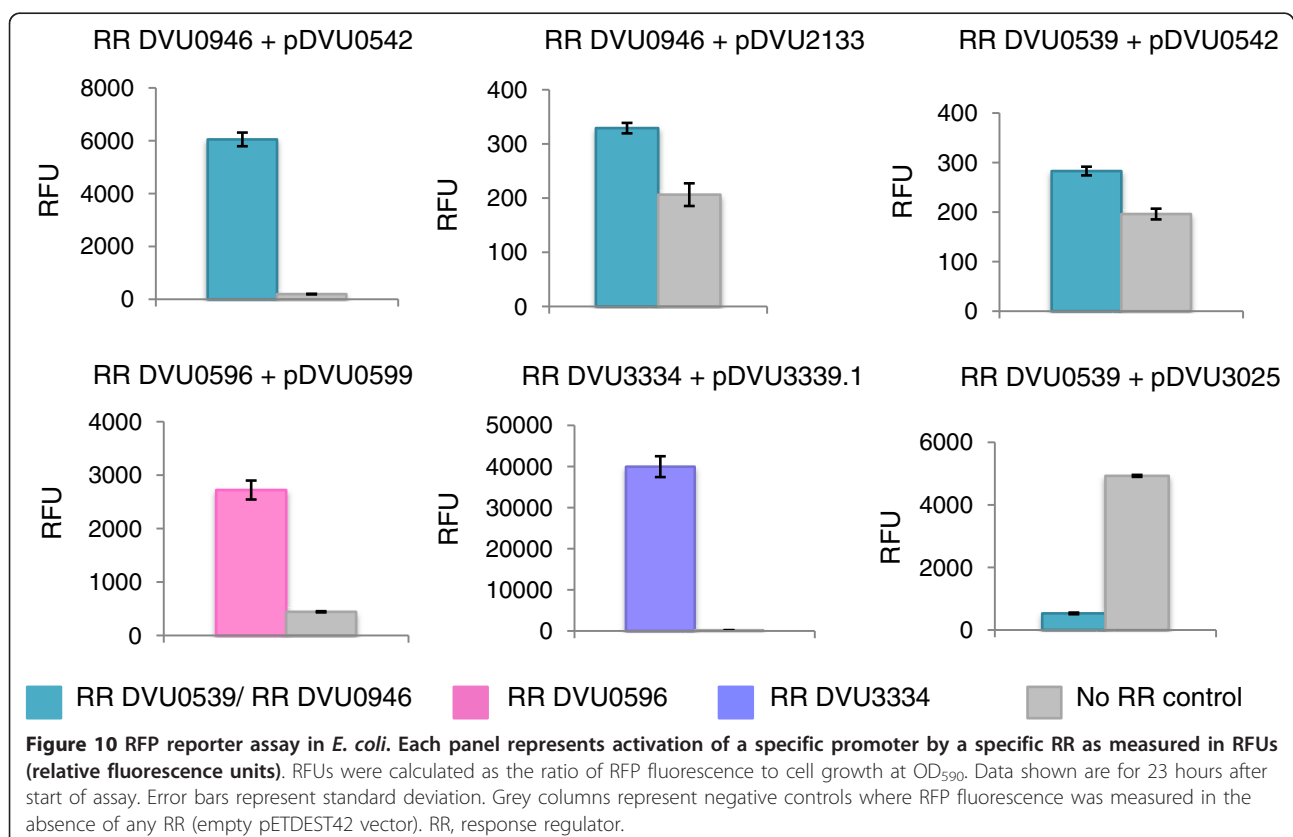 RR DVU0946 + pDVU0542
RFU
8000
6000
4000
2000
0
RR DVU0946 + pDVU2133
RFU
400
300
200
100
0
RR DVU0539 + pDVU0542
RFU
400
300
200
100
0
RR DVU0596 + pDVU0599
RFU
4000
3000
2000
1000
0
RR DVU3334 + pDVU3339.1
RFU
50000
40000
30000
20000
10000
0
RR DVU0539 + pDVU3025
RFU
6000
4000
2000
0
RR DVU0539/ RR DVU0946
RR DVU0596
RR DVU3334
No RR control
Figure 10 RFP reporter assay in E. coli. Each panel represents activation of a specific promoter by a specific RR as measured in RFUs
(relative fluorescence units). RFUs were calculated as the ratio of RFP fluorescence to cell growth at OD₅₉₀. Data shown are for 23 hours after
start of assay. Error bars represent standard deviation. Grey columns represent negative controls where RFP fluorescence was measured in the
absence of any RR (empty pETDEST42 vector). RR, response regulator.